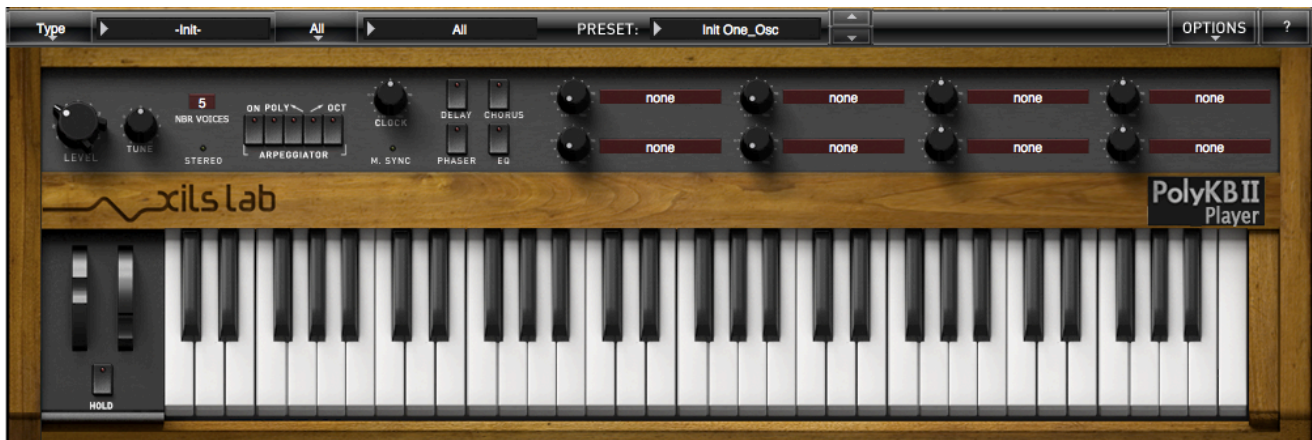 Type -Init- All All PRESET: Init One_Osc OPTIONS ?
5
NBR VOICES
ON POLY OCT
ARPEGGIATOR
LEVEL
TUNE
STEREO
CLOCK
M. SYNC
DELAY CHORUS
PHASER EQ
none none none none
none none none none
xils lab
PolyKB II
Player
HOLD